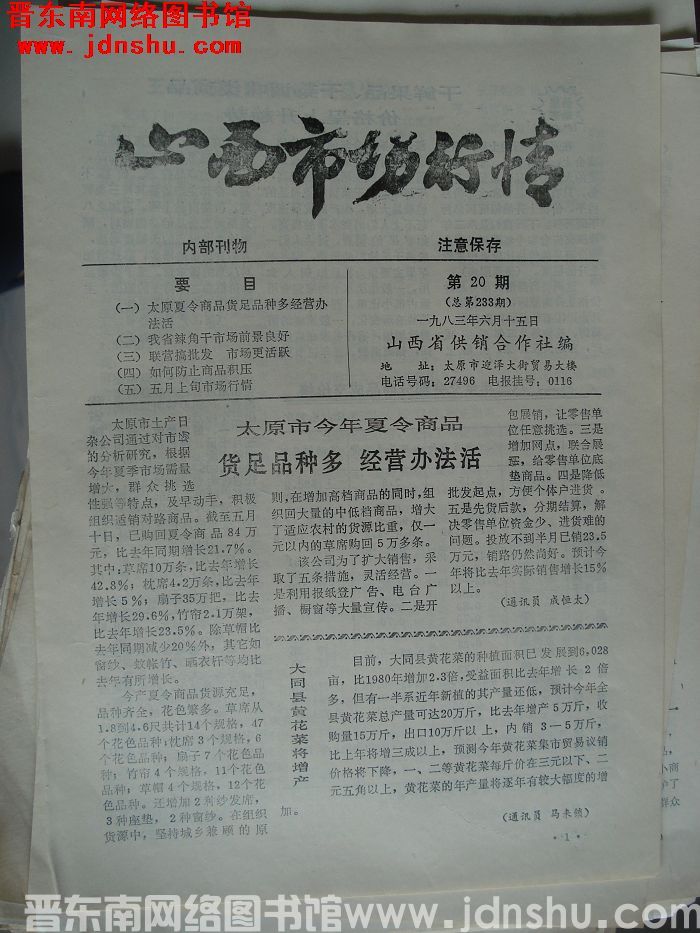 晋东南网络图书馆
www.jdnshu.com
山西市场行情
内部刊物
注意保存
要 目
(一) 太原夏令商品货足品种多经营办
法活
(二) 我省辣角干市场前景良好
(三) 联营搞批发 市场更活跃
(四) 如何防止商品积压
(五) 五月上旬市场行销
第20期
(总第233期)
一九八三年六月十五日
山西省供销合作社编
地 址: 太原市迎泽大街贸易大楼
电话号码: 27496 电报挂号: 0116
太原市今年夏令商品
货足品种多 经营办法活
太原市土产日
杂公司通过对市场
的分析研究,根据
今年夏季市场需量
增大,群众挑选
性强等特点,及早动手,积极
组织适销对路商品。截至五月
十日,已购回夏令商品84万
元,比去年同期增长21.7%。
其中:草席10万条,比去年增长
42.8%;枕席4.2万条,比去年
增长5%;扇子35万把,比去
年增长29.6%,竹帘2.1万架,
比去年增长23.5%。除草帽比
去年同期减少20%外,其它如
窗纱、蚊帐竹、晒衣杆等均比
去年有所增长。
今产夏令商品货源充足,
品种齐全,花色繁多。草席从
1.8到4.6尺共计14个规格,47
个花色品种;枕席3个规格,6
个花色品种;扇子7个花色品
种;竹帘4个规格,11个花色
品种;草帽4个规格,12个花
色品种。还增加2种纱发席,
3种座垫,2种窗纱。在组织
货源中,坚持城乡兼顾的原
则,在增加高档商品的同时,组
织回大量的中低档商品,增大
了适应农村的货源比重,仅一
元以内的草席购回5万多条。
该公司为了扩大销售,采
取了五条措施,灵活经营。一
是利用报纸登广告、电台广
播、橱窗等大量宣传。二是开
包展销,让零售单
位任意挑选。三是
增加网点,联合展
销,给零售单位底
垫商品。四是降低
批发起点,方便个体户进货。
五是先货后款,分期结算,解
决零售单位资金少、进货难的
问题。投放不到半月已销23.5
万元,销路仍然尚好。预计今
年将比去年实际销售增长15%
以上。
(通讯员 成恒太)
大同县黄花菜将增产
目前,大同县黄花菜的种植面积已发展到6,028
亩,比1980年增加2.3倍,受益面积比去年增长2倍
多,但有一半系近年新植的其产量还低,预计今年全
县黄花菜总产量可达20万斤,比去年增产5万斤,收
购量15万斤,出口10万斤以上,内销3—5万斤,
比上年将增三成以上,预测今年黄花菜集市贸易议销
价格将下降,一、二等黄花菜每斤价在三元以下、二
元五角以上,黄花菜的年产量将逐年有较大幅度的增
加。
(通讯员 马来锁)
·1·
晋东南网络图书馆 www.jdnshu.com